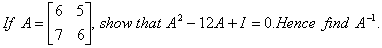 If A = [6 5; 7 6], show that A² − 12A + I = 0. Hence find A⁻¹.